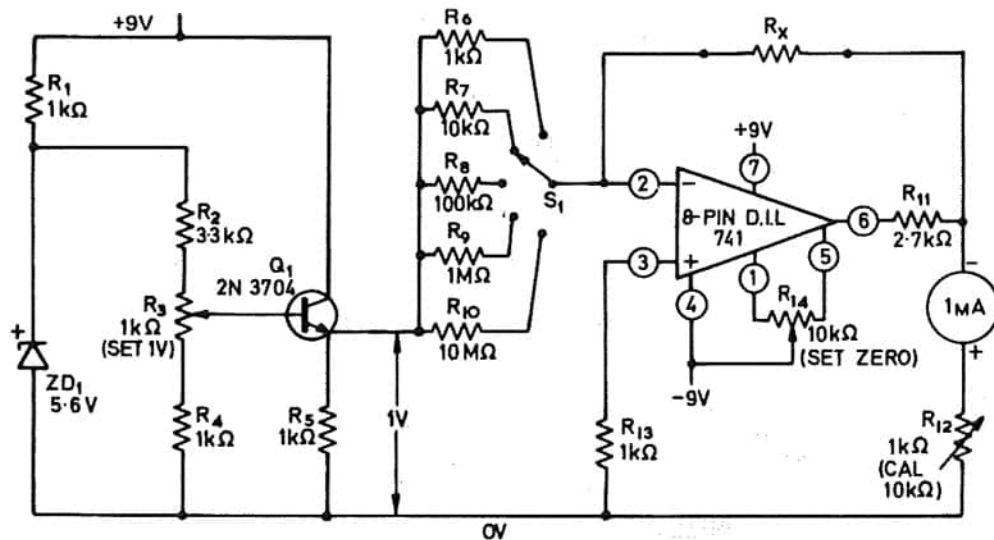 +9V
R1
1kΩ
R2
3.3kΩ
R3
1kΩ
(SET 1V)
+
ZD1
5·6V
R4
1kΩ
Q1
2N 3704
R5
1kΩ
1V
R6
1kΩ
R7
10kΩ
R8
100kΩ
R9
1MΩ
R10
10MΩ
S1
RX
+9V
7
2
−
8-PIN D.I.L
741
3
+
6
5
1
4
R11
2·7kΩ
R14
10kΩ
(SET ZERO)
-9V
−
1MA
+
R13
1kΩ
R12
1kΩ
(CAL
10kΩ)
0V